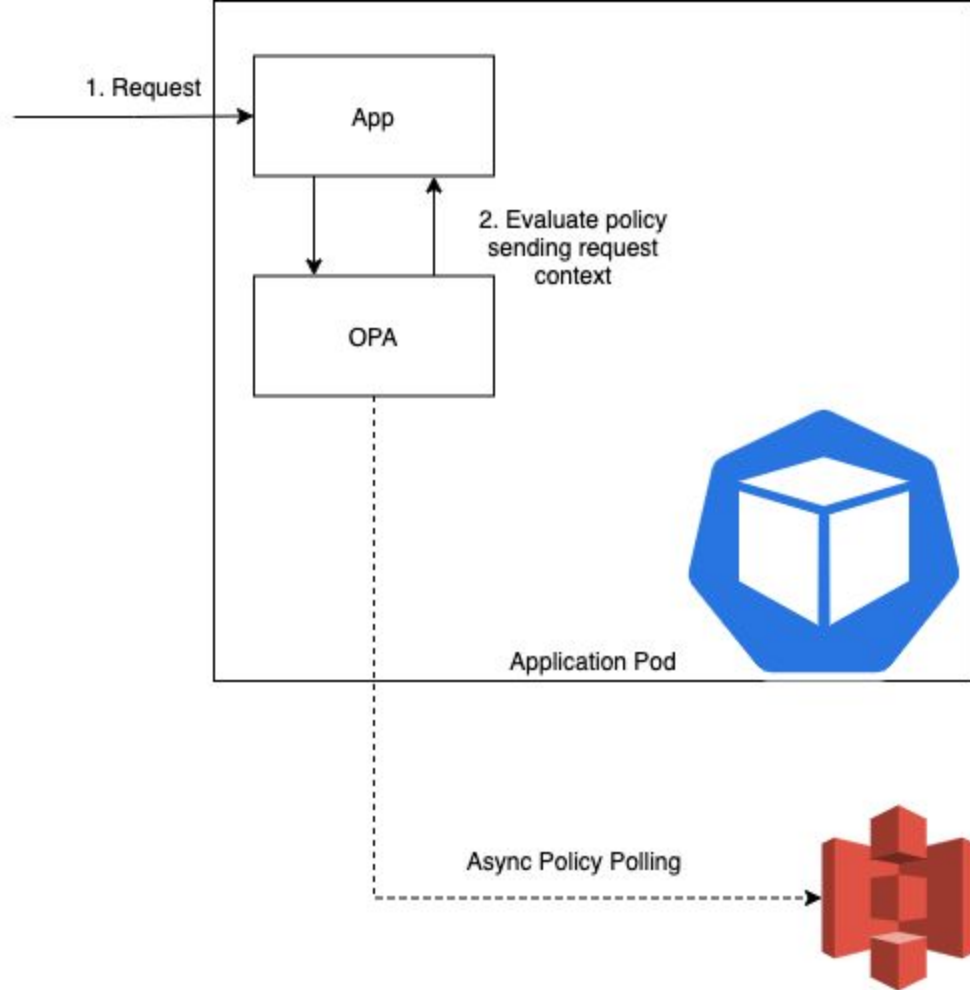 1. Request
App
2. Evaluate policy
sending request
context
OPA
Application Pod
Async Policy Polling